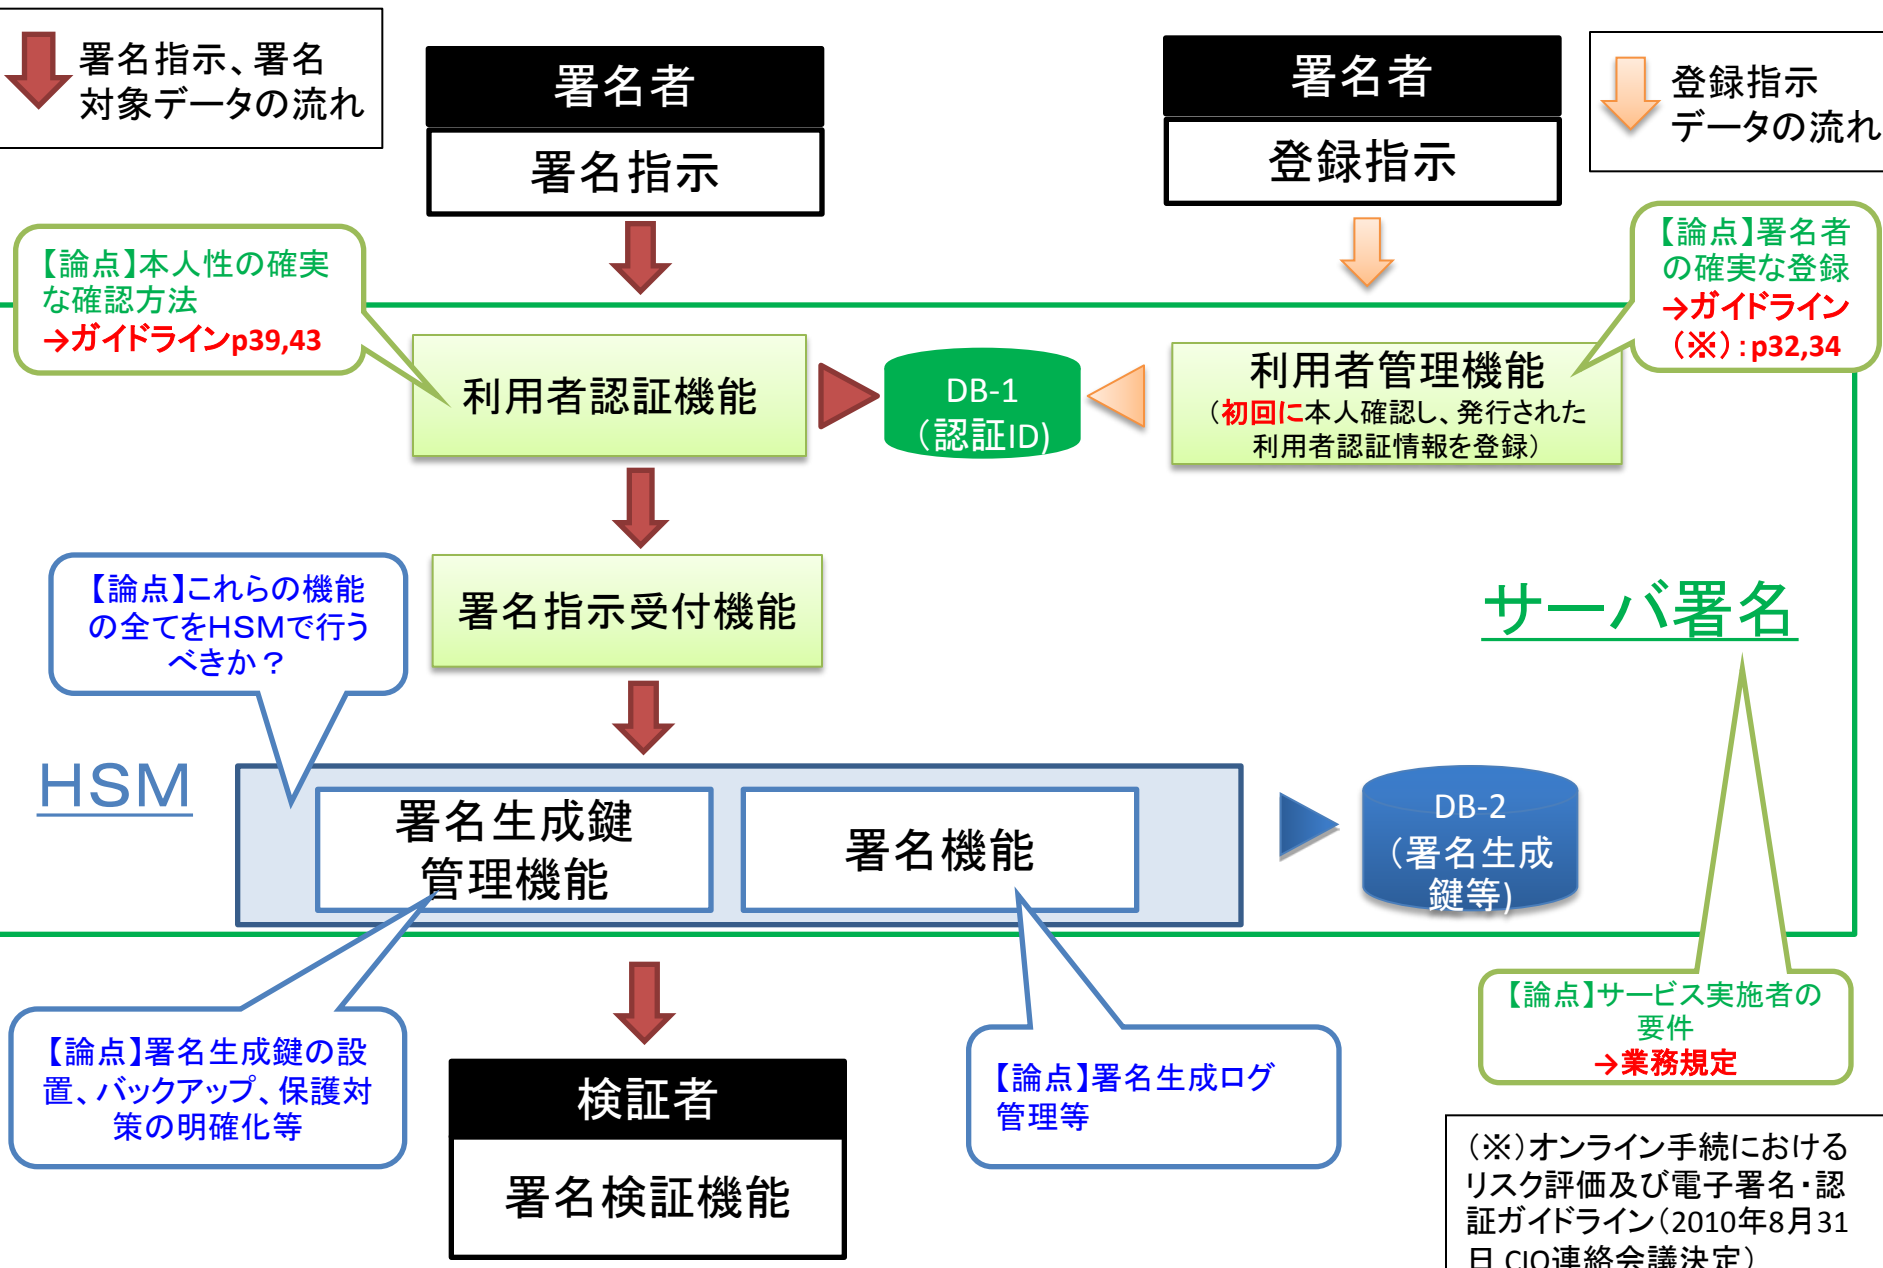 署名指示、署名
対象データの流れ
署名者
署名指示
署名者
登録指示
登録指示
データの流れ
【論点】本人性の確実
な確認方法
→ガイドラインp39,43
【論点】署名者
の確実な登録
→ガイドライン
（※）：p32,34
利用者認証機能
DB-1
（認証ID)
利用者管理機能
（初回に本人確認し、発行された
利用者認証情報を登録）
【論点】これらの機能
の全てをHSMで行う
べきか？
署名指示受付機能
サーバ署名
HSM
署名生成鍵
管理機能
署名機能
DB-2
（署名生成
鍵等)
【論点】署名生成鍵の設
置、バックアップ、保護対
策の明確化等
検証者
署名検証機能
【論点】署名生成ログ
管理等
【論点】サービス実施者の
要件
→業務規定
（※）オンライン手続における
リスク評価及び電子署名・認
証ガイドライン（2010年8月31
日 CIO連絡会議決定）